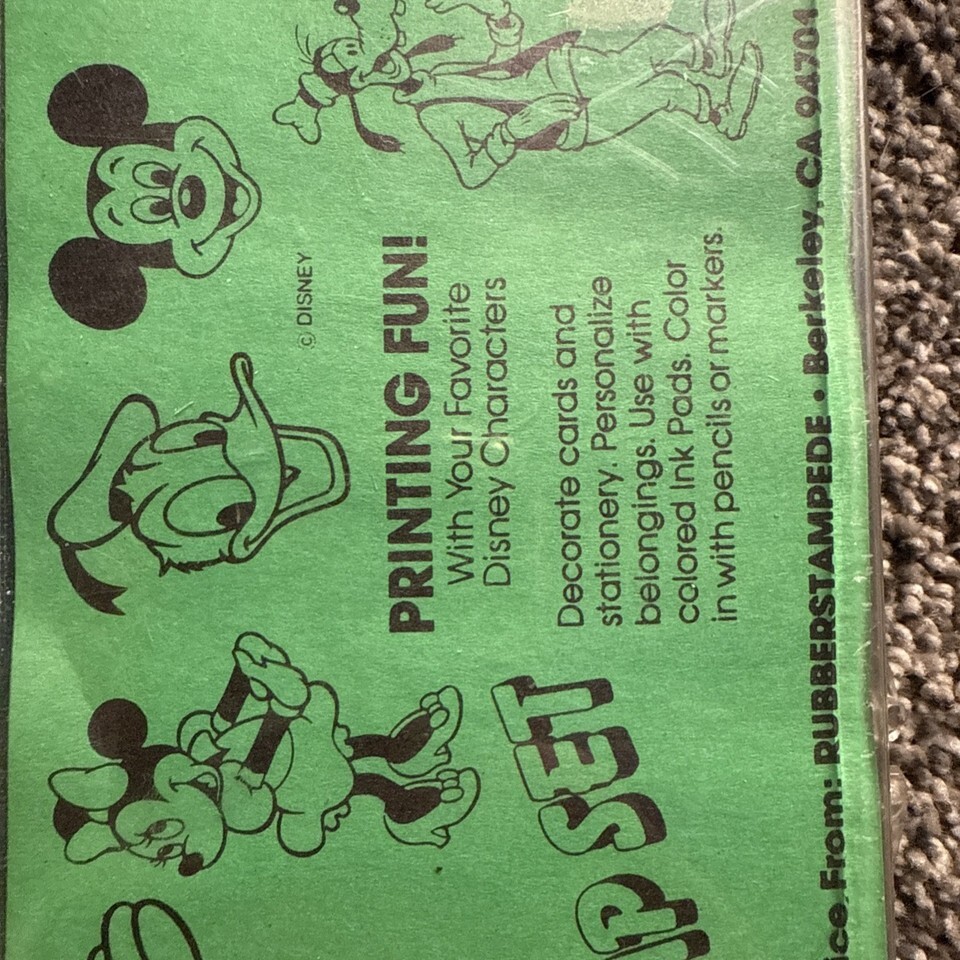 © DISNEY
PRINTING FUN!
With Your Favorite
Disney Characters
Decorate cards and
stationery. Personalize
belongings. Use with
colored Ink Pads. Color
in with pencils or markers.
P SET
ice From: RUBBERSTAMPEDE • Berkeley, CA 94701